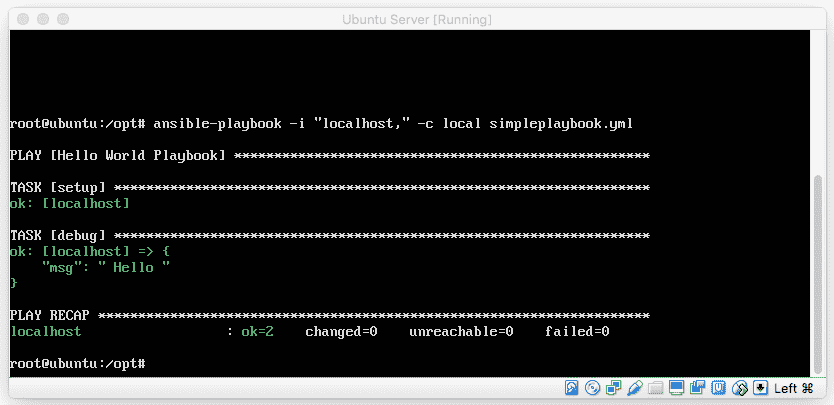 Ubuntu Server [Running]
root@ubuntu:/opt# ansible-playbook -i "localhost," -c local simpleplaybook.yml
PLAY [Hello World Playbook] ****************************************************
TASK [setup] *******************************************************************
ok: [localhost]
TASK [debug] *******************************************************************
ok: [localhost] => {
    "msg": " Hello "
}
PLAY RECAP *********************************************************************
localhost                  : ok=2    changed=0    unreachable=0    failed=0
root@ubuntu:/opt#
Left ⌘